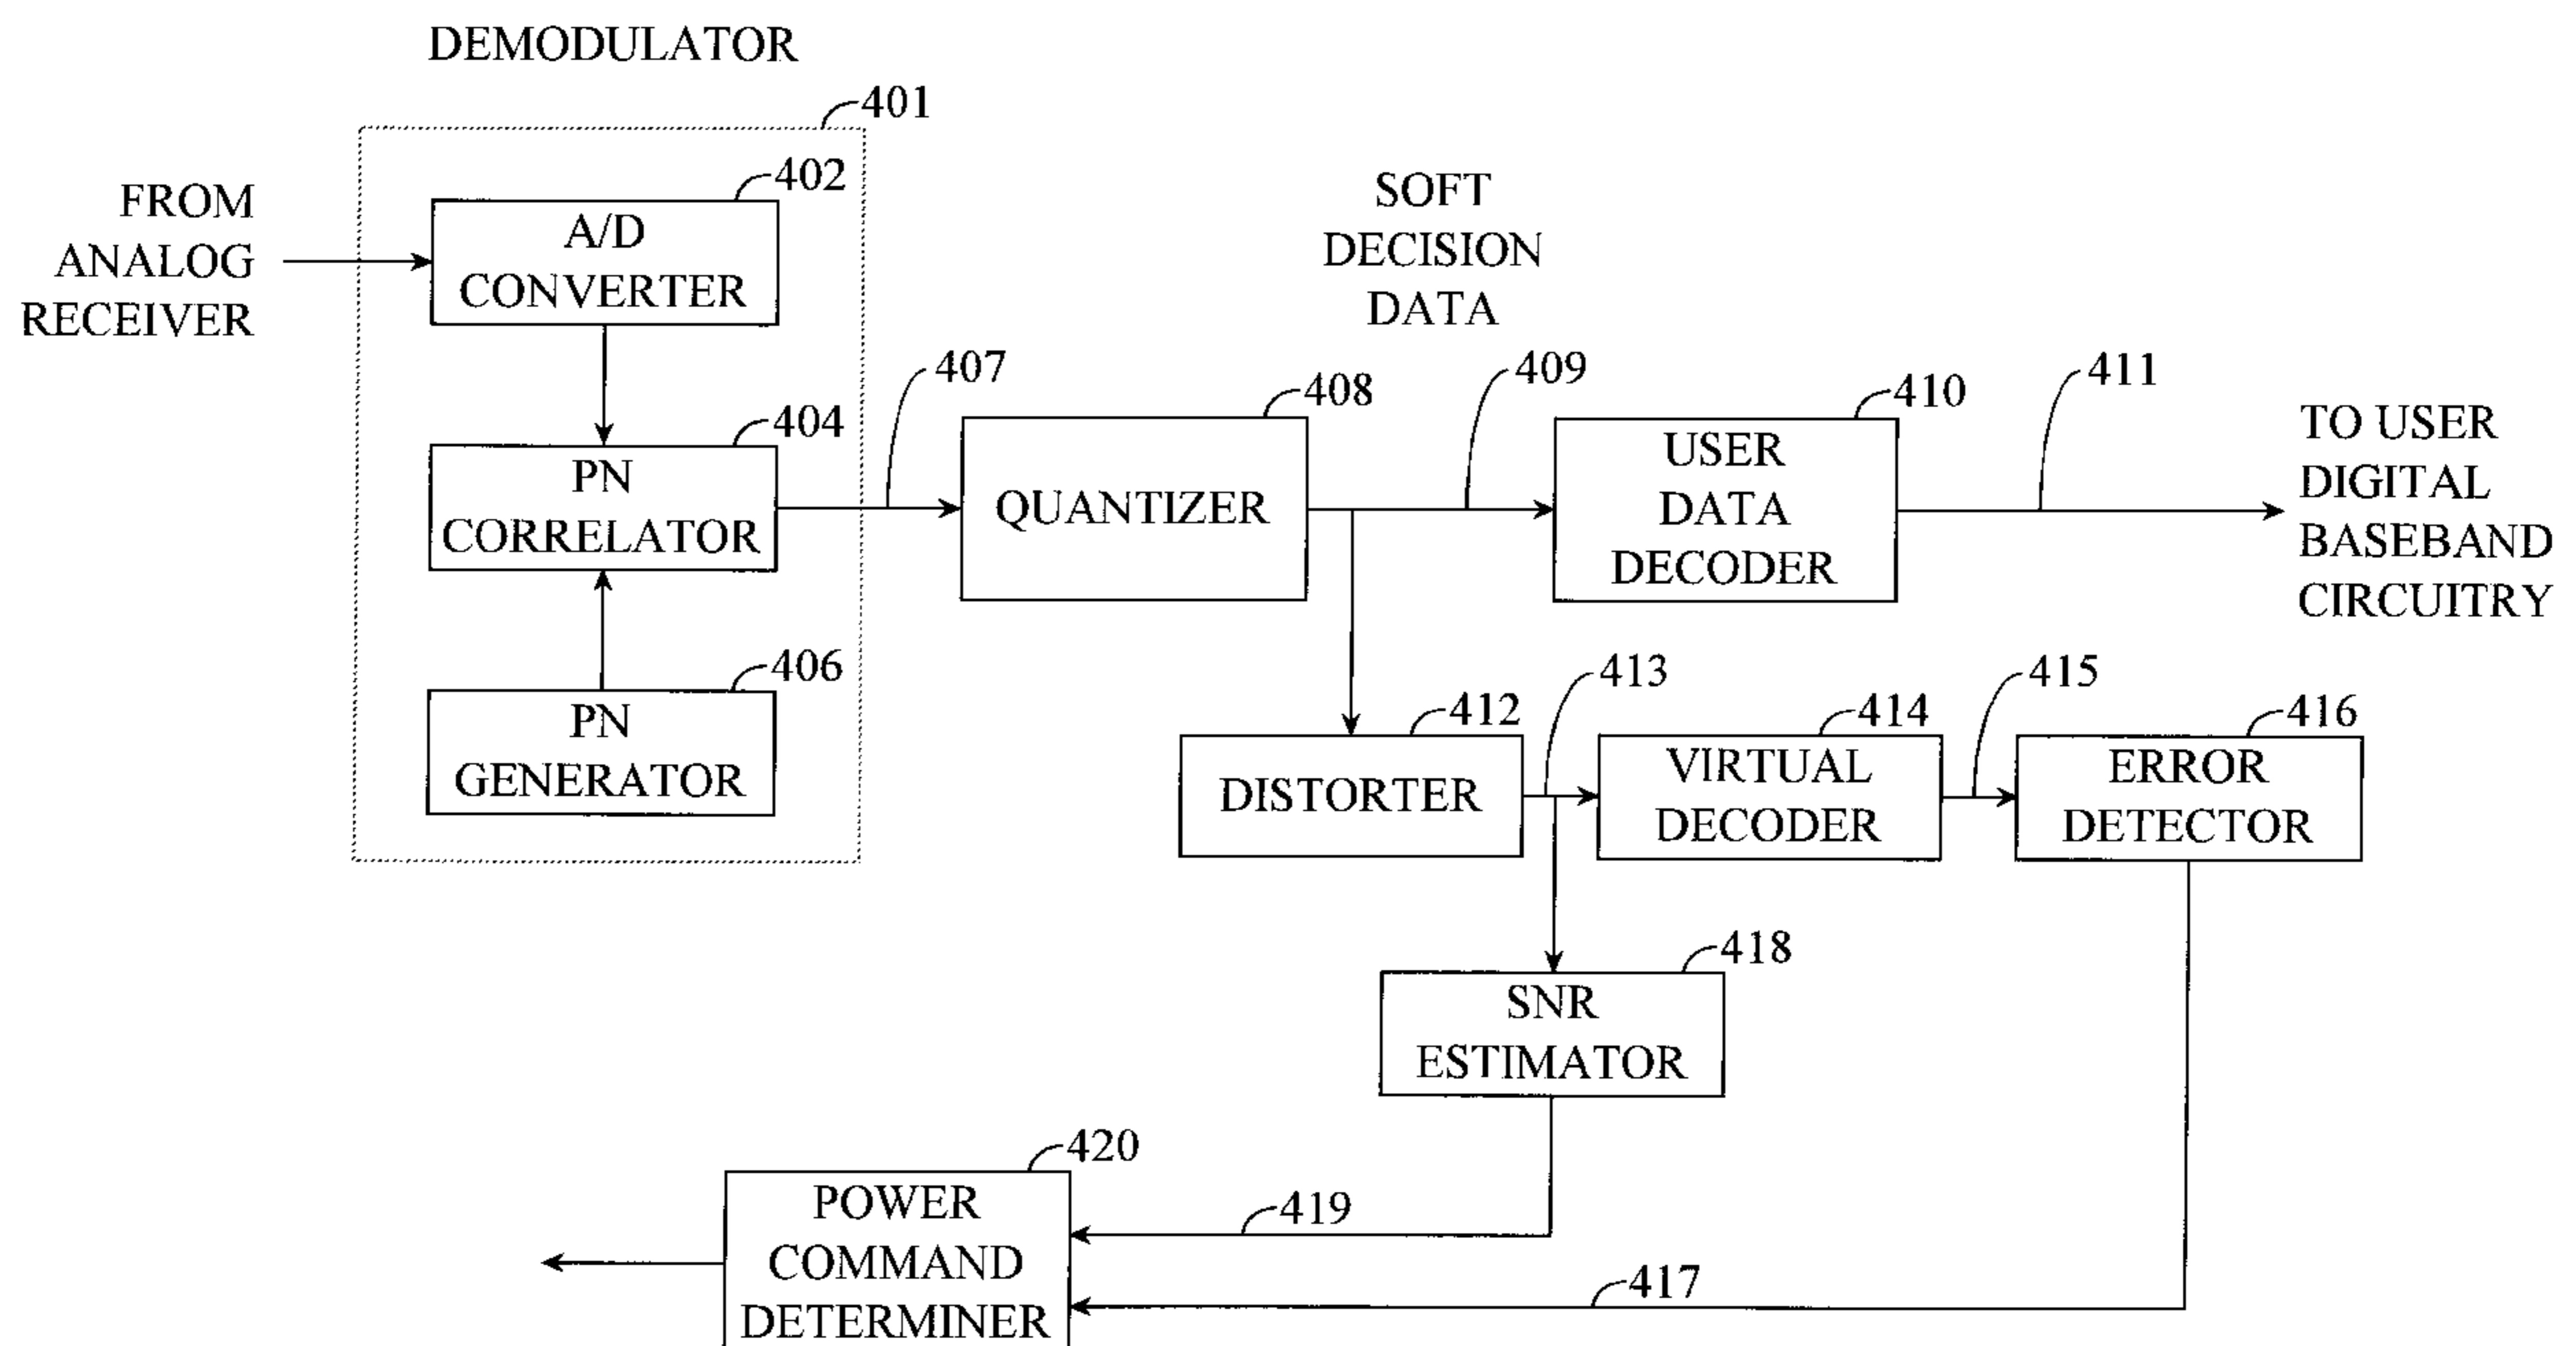 DEMODULATOR
401
FROM
ANALOG
RECEIVER
402
A/D
CONVERTER
404
PN
CORRELATOR
406
PN
GENERATOR
407
408
QUANTIZER
SOFT
DECISION
DATA
409
410
USER
DATA
DECODER
411
TO USER
DIGITAL
BASEBAND
CIRCUITRY
412
DISTORTER
413
414
VIRTUAL
DECODER
415
416
ERROR
DETECTOR
418
SNR
ESTIMATOR
420
POWER
COMMAND
DETERMINER
419
417